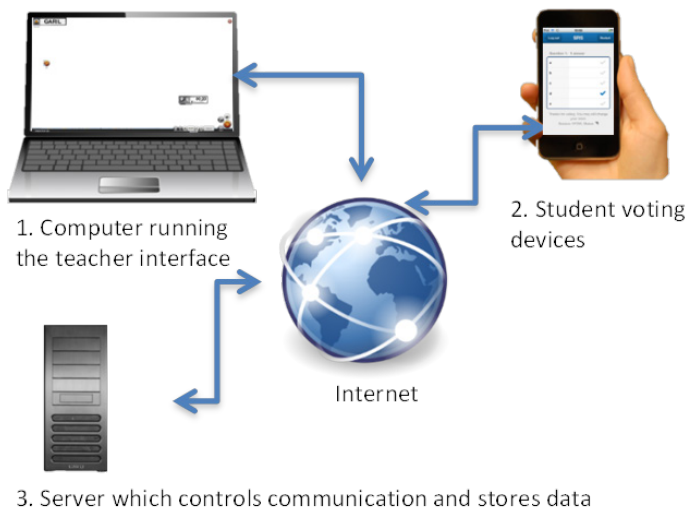 1. Computer running
the teacher interface
2. Student voting
devices
Internet
3. Server which controls communication and stores data